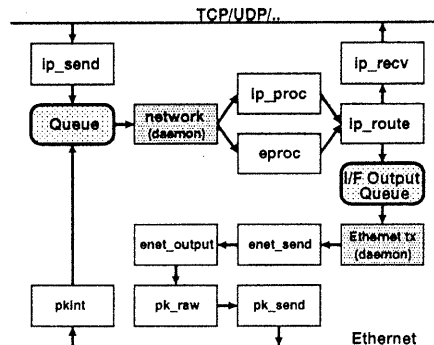 TCP/UDP/..
ip_send
ip_recv
Queue
network
(daemon)
ip_proc
eproc
ip_route
I/F Output
Queue
enet_output
enet_send
Ethernet tx
(daemon)
pkint
pk_raw
pk_send
Ethernet